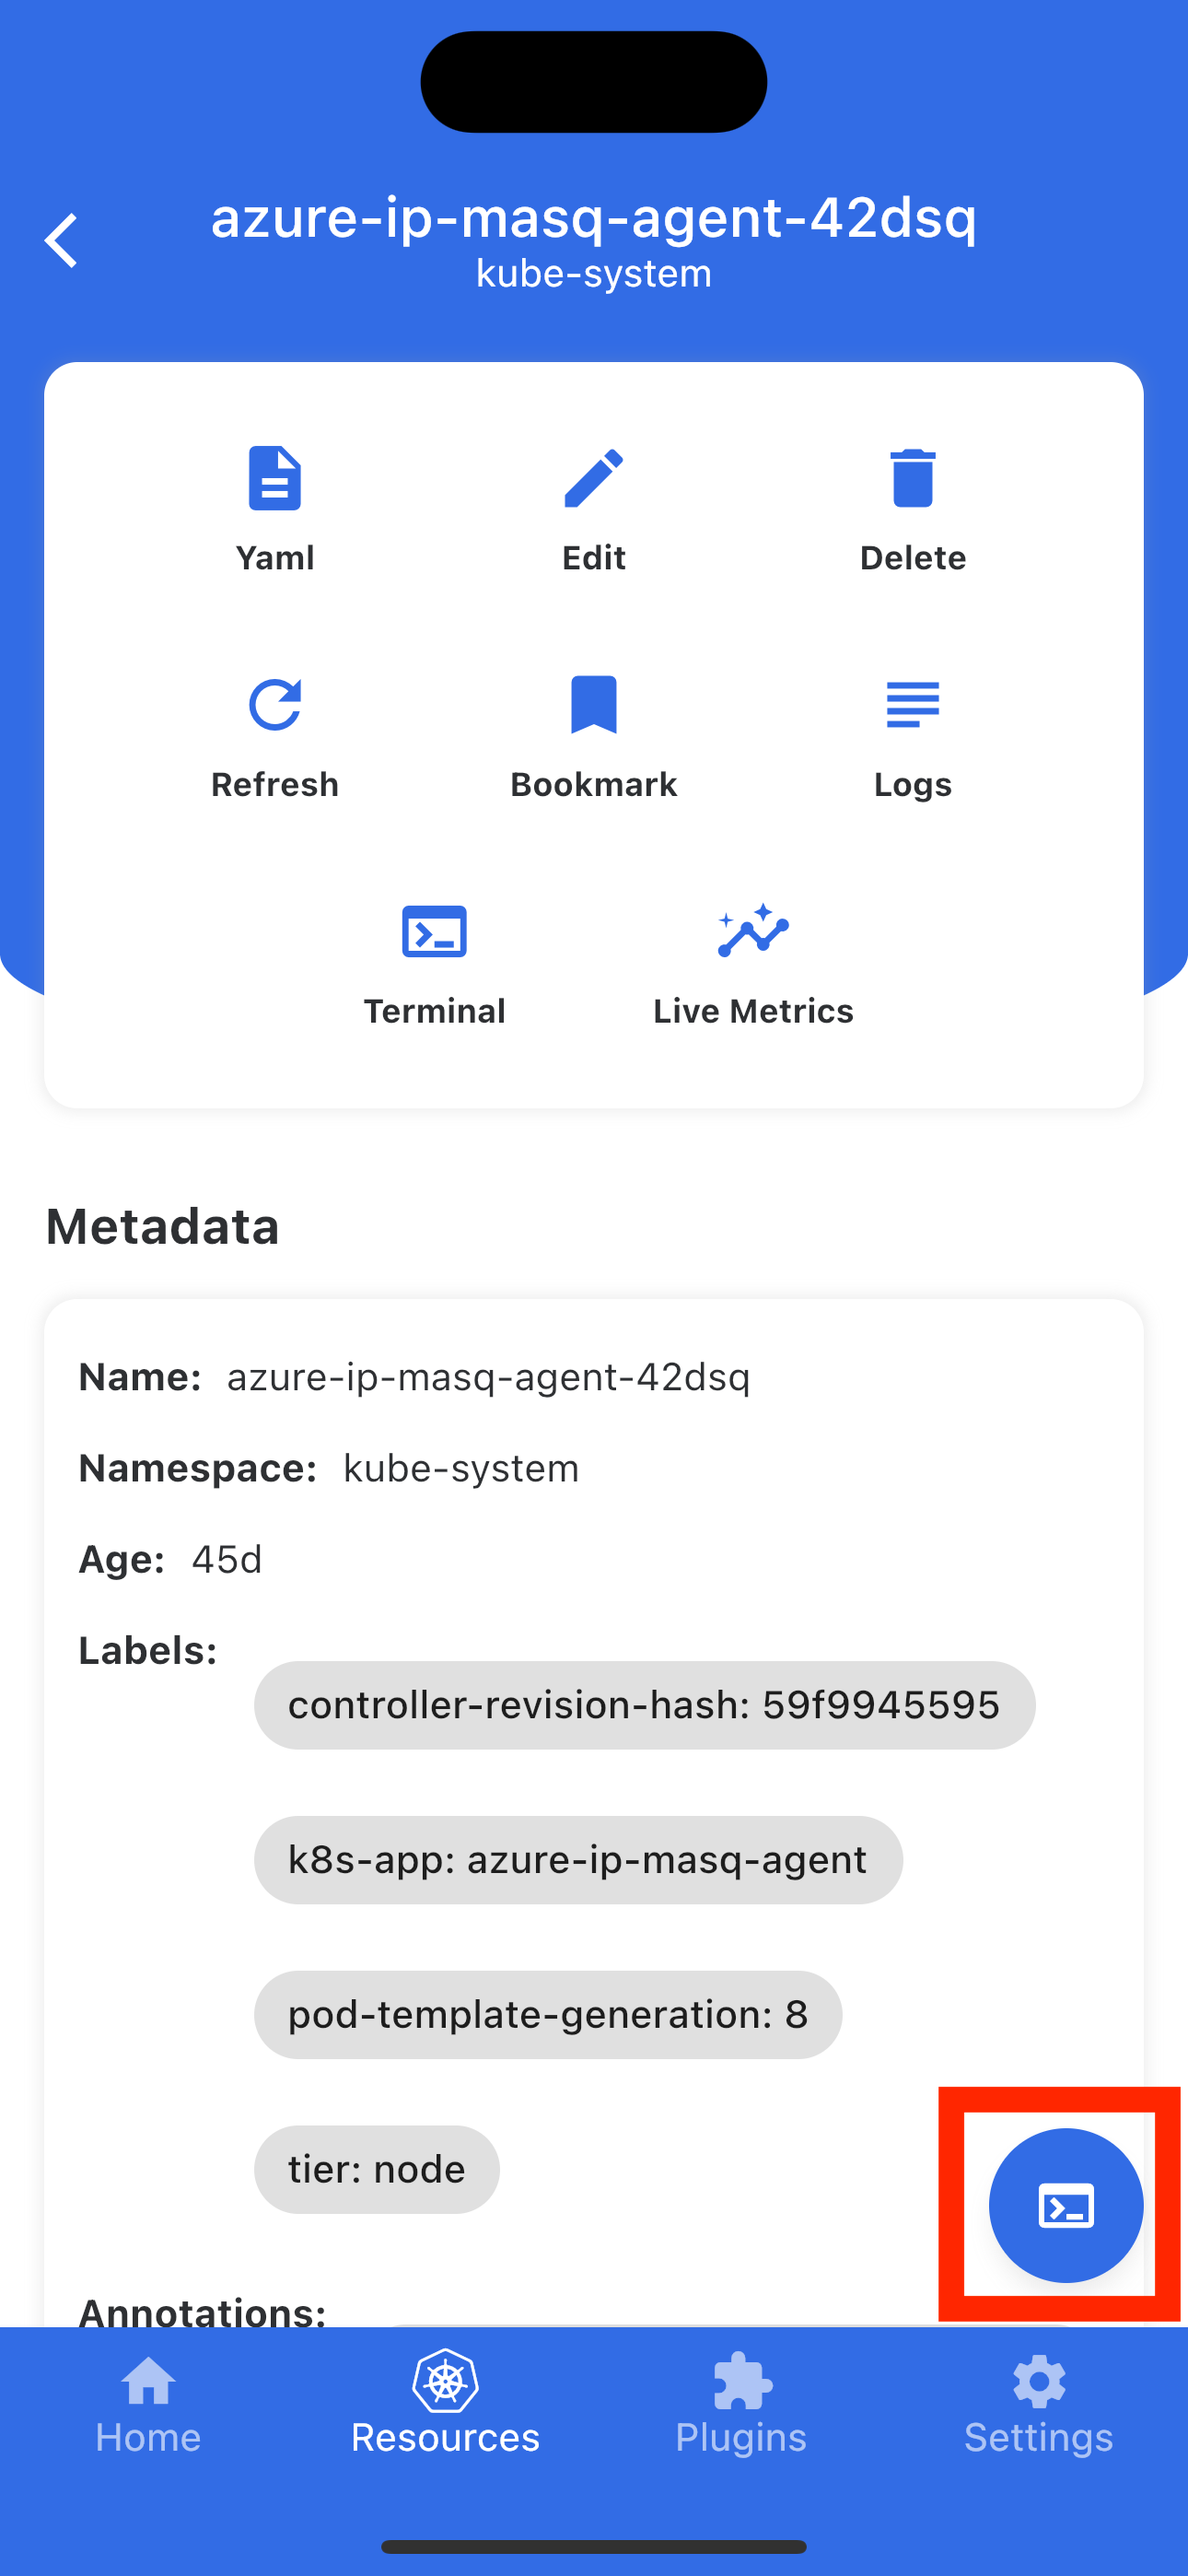 azure-ip-masq-agent-42dsq
kube-system
Yaml
Edit
Delete
Refresh
Bookmark
Logs
Terminal
Live Metrics
Metadata
Name: azure-ip-masq-agent-42dsq
Namespace: kube-system
Age: 45d
Labels:
controller-revision-hash: 59f9945595
k8s-app: azure-ip-masq-agent
pod-template-generation: 8
tier: node
Annotations:
Home
Resources
Plugins
Settings